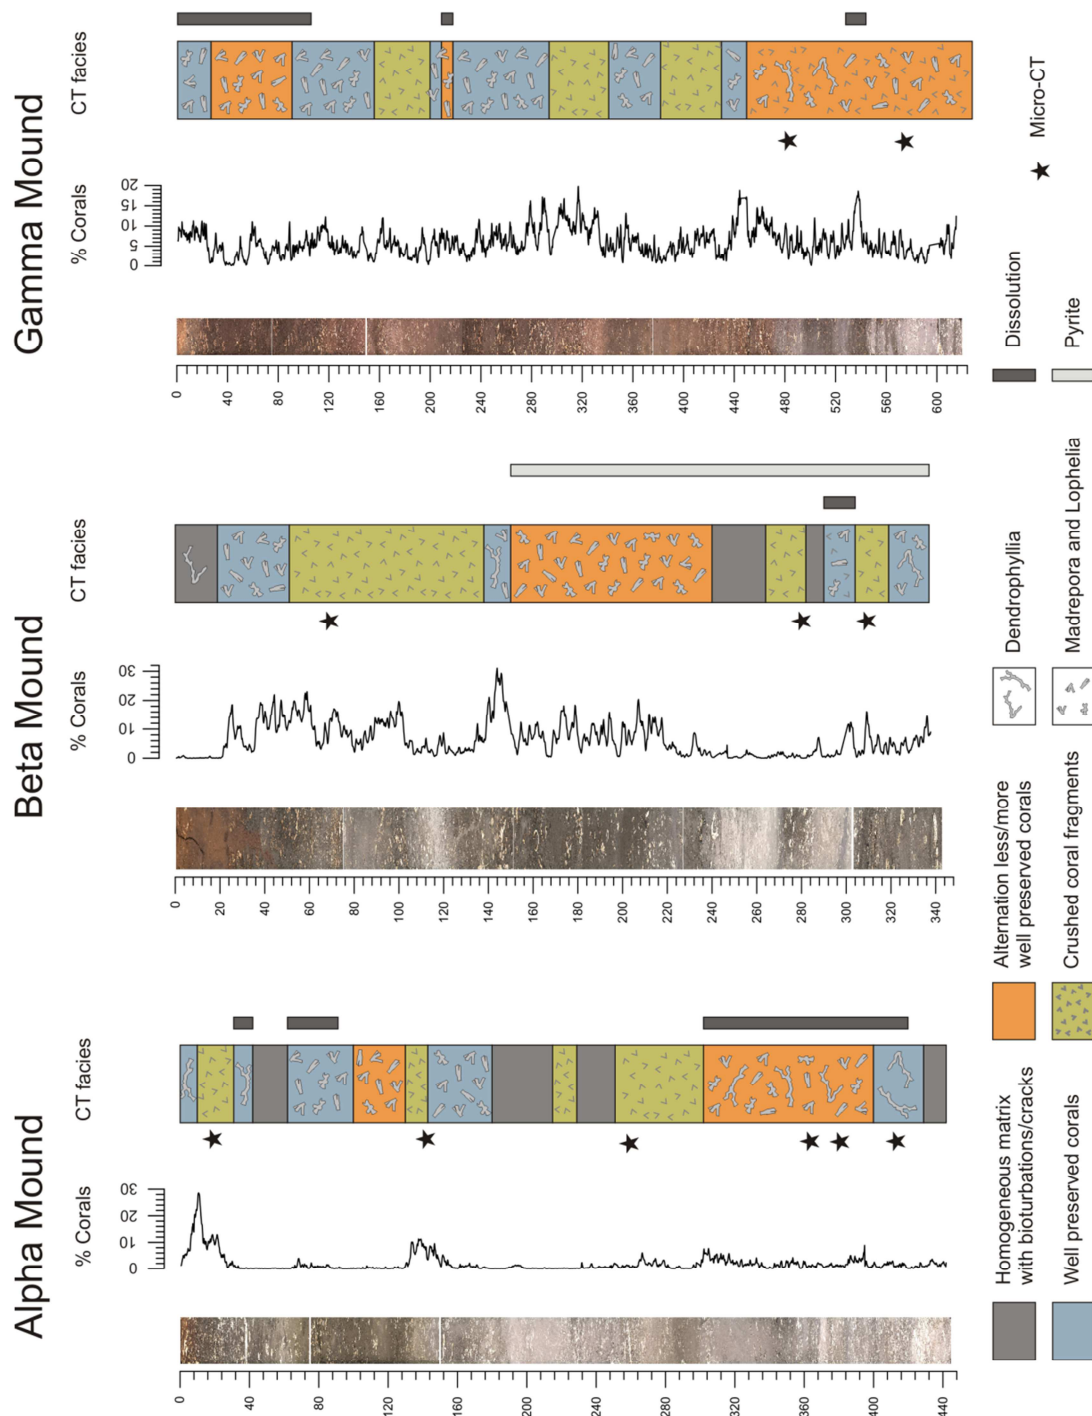 Alpha Mound
% Corals
CT facies
0
10
20
30
0
40
80
120
160
200
240
280
320
360
400
440
Beta Mound
% Corals
CT facies
0
10
20
30
0
20
40
60
80
100
120
140
160
180
200
220
240
260
280
300
320
340
Gamma Mound
% Corals
CT facies
0
5
10
15
20
0
40
80
120
160
200
240
280
320
360
400
440
480
520
560
600
Homogeneous matrix
with bioturbations/cracks
Alternation less/more
well preserved corals
Dendrophyllia
Dissolution
Micro-CT
Well preserved corals
Crushed coral fragments
Madrepora and Lophelia
Pyrite